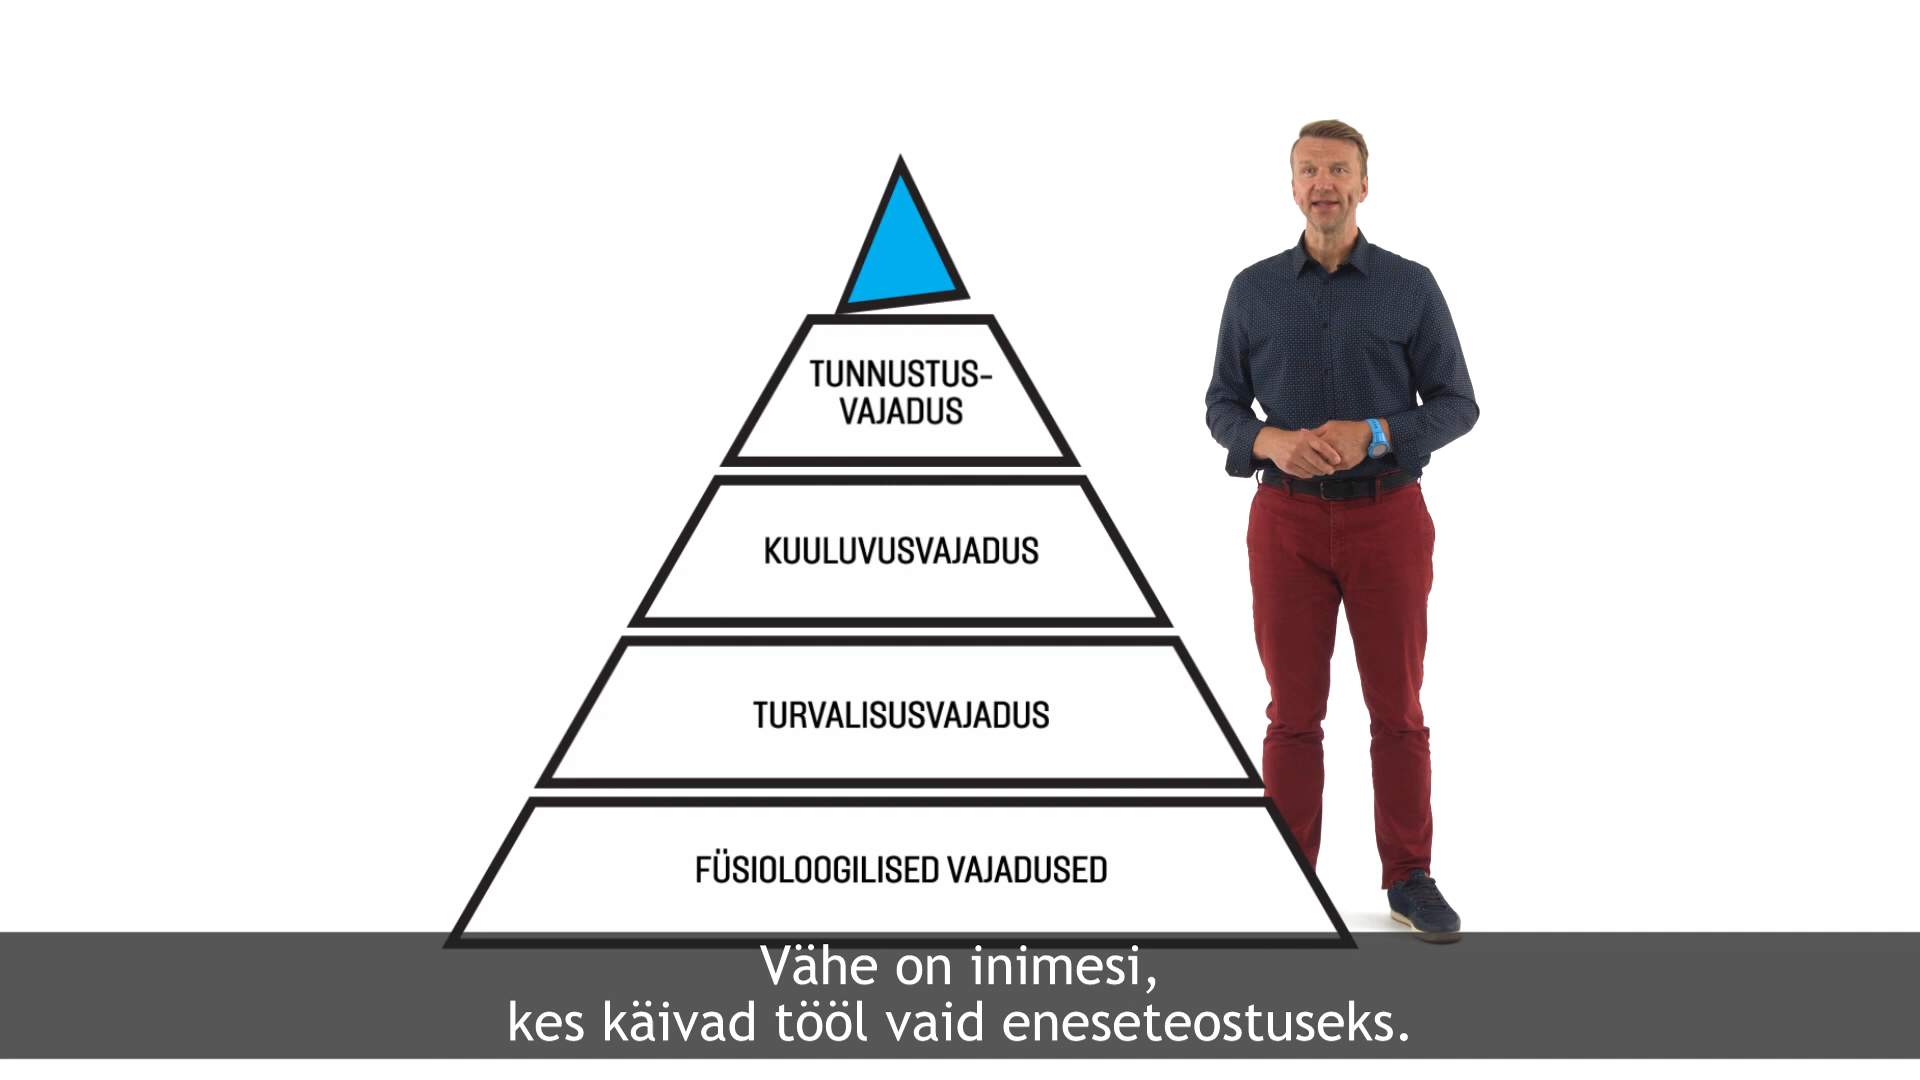 TUNNUSTUS-
VAJADUS
KUULUVUSVAJADUS
TURVALISUSVAJADUS
FÜSIOLOOGILISED VAJADUSED
Vähe on inimesi,
kes käivad tööl vaid eneseteostuseks.